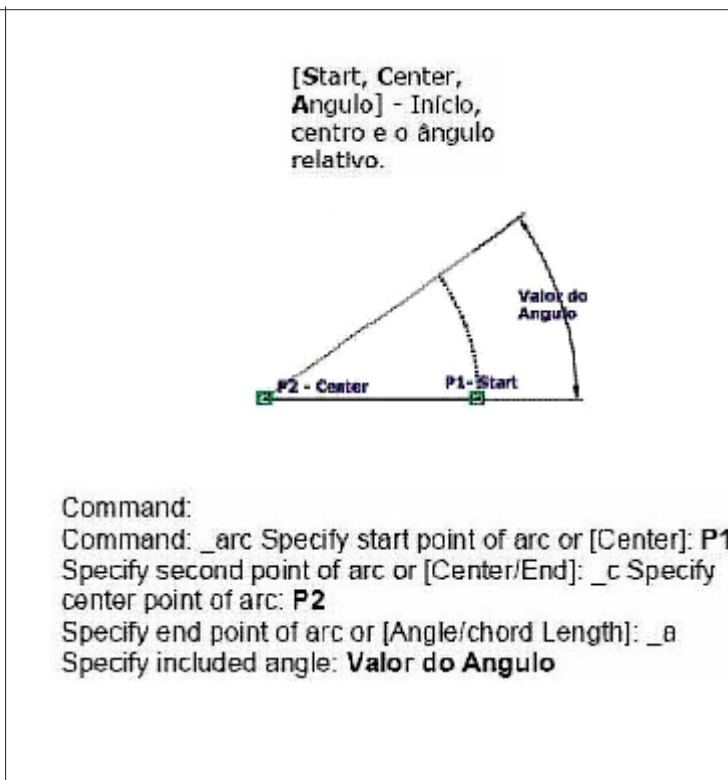 [Start, Center,
Angulo] - Início,
centro e o ângulo
relativo.
Valor do
Angulo
P2 - Center
P1- Start
Command:
Command: _arc Specify start point of arc or [Center]: P1
Specify second point of arc or [Center/End]: _c Specify
center point of arc: P2
Specify end point of arc or [Angle/chord Length]: _a
Specify included angle: Valor do Angulo